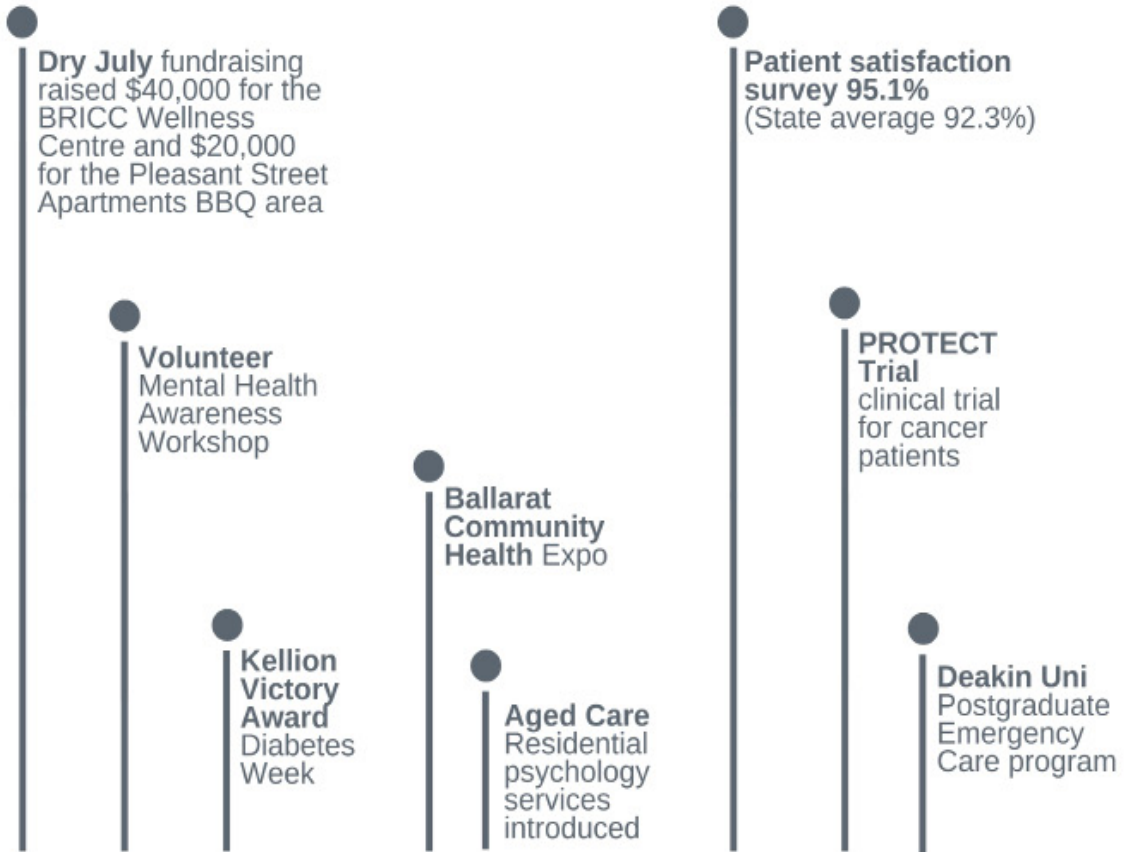 Dry July fundraising
raised $40,000 for the
BRICC Wellness
Centre and $20,000
for the Pleasant Street
Apartments BBQ area
Volunteer
Mental Health
Awareness
Workshop
Kellion
Victory
Award
Diabetes
Week
Ballarat
Community
Health Expo
Aged Care
Residential
psychology
services
introduced
Patient satisfaction
survey 95.1%
(State average 92.3%)
PROTECT
Trial
clinical trial
for cancer
patients
Deakin Uni
Postgraduate
Emergency
Care program